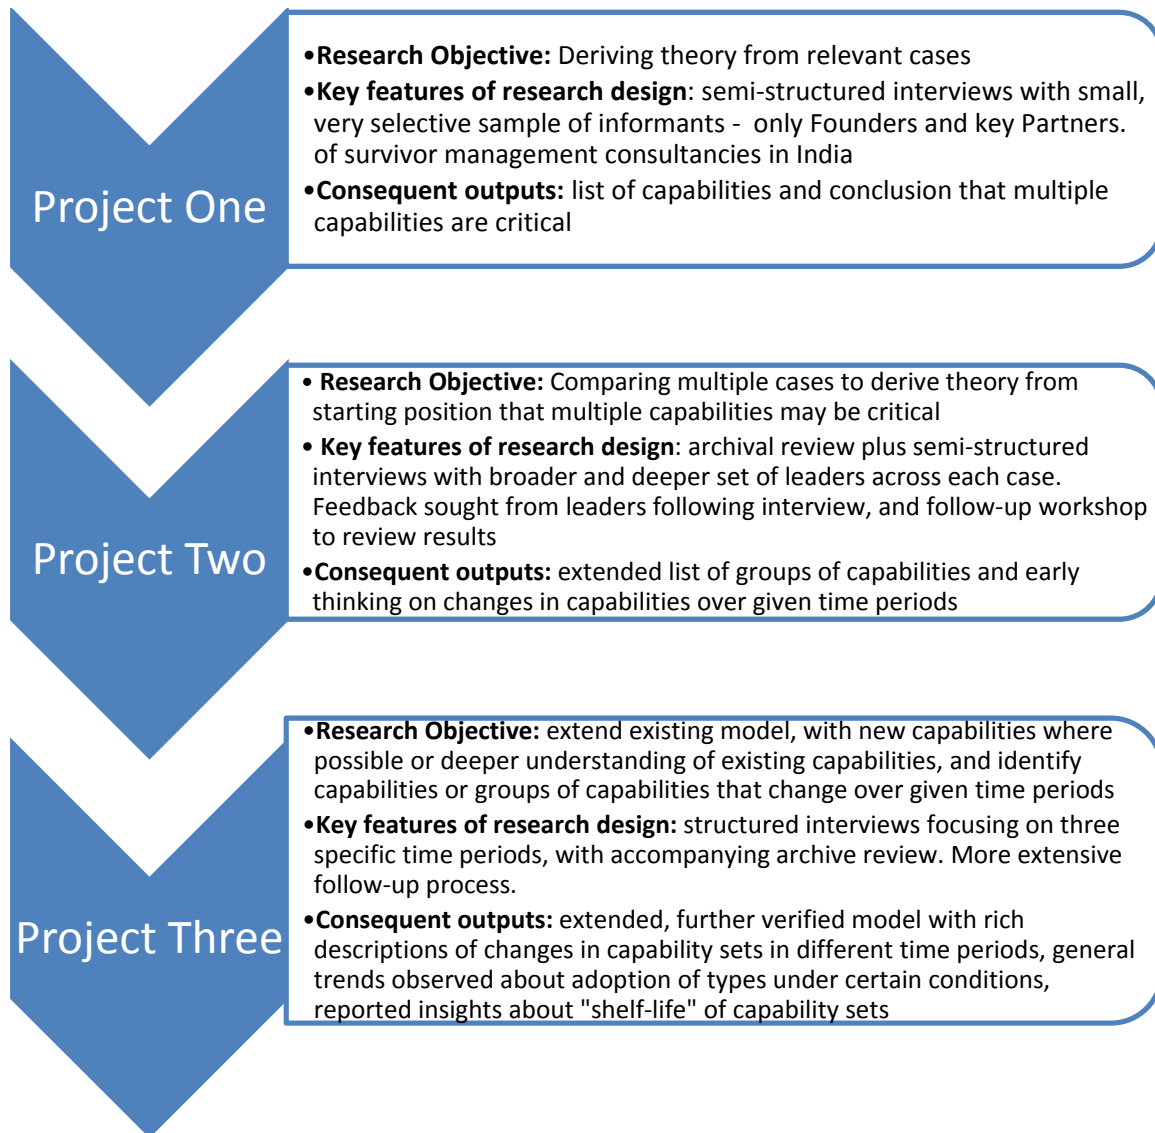 Project One
•Research Objective: Deriving theory from relevant cases
•Key features of research design: semi-structured interviews with small,
very selective sample of informants - only Founders and key Partners.
of survivor management consultancies in India
•Consequent outputs: list of capabilities and conclusion that multiple
capabilities are critical
Project Two
• Research Objective: Comparing multiple cases to derive theory from
starting position that multiple capabilities may be critical
• Key features of research design: archival review plus semi-structured
interviews with broader and deeper set of leaders across each case.
Feedback sought from leaders following interview, and follow-up workshop
to review results
•Consequent outputs: extended list of groups of capabilities and early
thinking on changes in capabilities over given time periods
Project Three
•Research Objective: extend existing model, with new capabilities where
possible or deeper understanding of existing capabilities, and identify
capabilities or groups of capabilities that change over given time periods
•Key features of research design: structured interviews focusing on three
specific time periods, with accompanying archive review. More extensive
follow-up process.
•Consequent outputs: extended, further verified model with rich
descriptions of changes in capability sets in different time periods, general
trends observed about adoption of types under certain conditions,
reported insights about "shelf-life" of capability sets